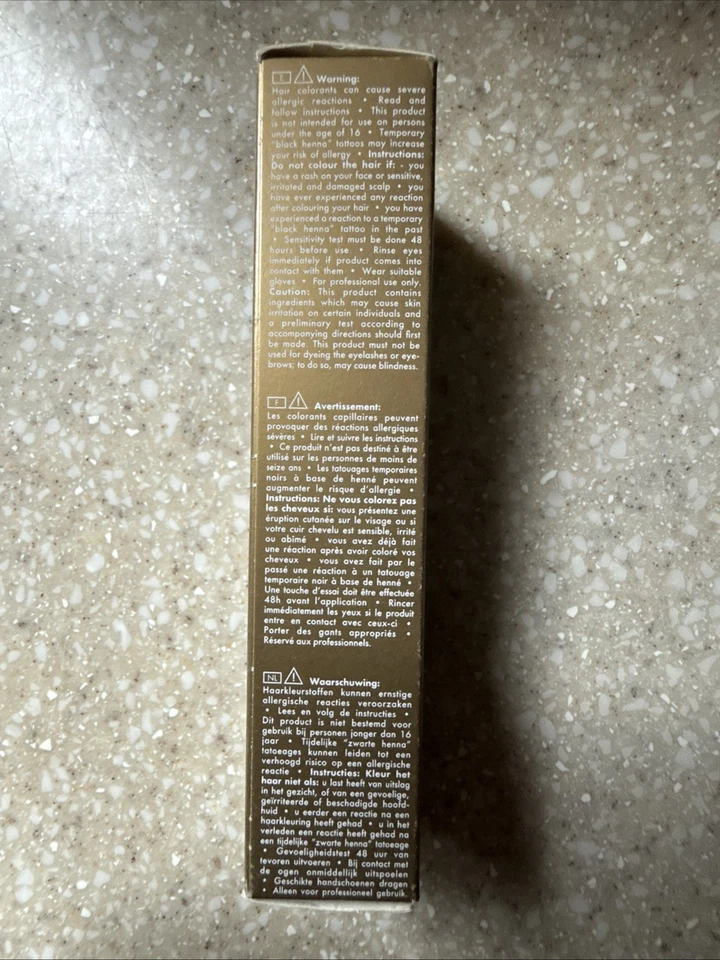 E Warning:
Hair colorants can cause severe
allergic reactions • Read and
follow instructions • This product
is not intended for use on persons
under the age of 16 • Temporary
"black henna" tattoos may increase
your risk of allergy • Instructions:
Do not colour the hair if: - you
have a rash on your face or sensitive,
irritated and damaged scalp • you
have ever experienced any reaction
after colouring your hair • you have
experienced a reaction to a temporary
"black henna" tattoo in the past
• Sensitivity test must be done 48
hours before use • Rinse eyes
immediately if product comes into
contact with them • Wear suitable
gloves • For professional use only.
Caution: This product contains
ingredients which may cause skin
irritation on certain individuals and
a preliminary test according to
accompanying directions should first
be made. This product must not be
used for dyeing the eyelashes or eye-
brows; to do so, may cause blindness.
F Avertissement:
Les colorants capillaires peuvent
provoquer des réactions allergiques
sévères • Lire et suivre les instructions
• Ce produit n'est pas destiné à être
utilisé sur les personnes de moins de
seize ans • Les tatouages temporaires
noirs à base de henné peuvent
augmenter le risque d'allergie •
Instructions: Ne vous colorez pas
les cheveux si: vous présentez une
éruption cutanée sur le visage ou si
votre cuir chevelu est sensible, irrité
ou abîmé • vous avez déjà fait
une réaction après avoir coloré vos
cheveux • vous avez fait par le
passé une réaction à un tatouage
temporaire noir à base de henné •
Une touche d'essai doit être effectuée
48h avant l'application • Rincer
immédiatement les yeux si le produit
entre en contact avec ceux-ci •
Porter des gants appropriés •
Réservé aux professionnels.
NL Waarschuwing:
Haarkleurstoffen kunnen ernstige
allergische reacties veroorzaken
• Lees en volg de instructies •
Dit product is niet bestemd voor
gebruik bij personen jonger dan 16
jaar • Tijdelijke "zwarte henna"
tatoeages kunnen leiden tot een
verhoogd risico op een allergische
reactie • Instructies: Kleur het
haar niet als: u last heeft van uitslag
in het gezicht, of van een gevoelige,
geïrriteerde of beschadigde hoofd-
huid • u eerder een reactie na een
haarkleuring heeft gehad • u in het
verleden een reactie heeft gehad na
een tijdelijke "zwarte henna" tatoeage
• Gevoeligheidstest 48 uur van
tevoren uitvoeren • Bij contact met
de ogen onmiddellijk uitspoelen
• Geschikte handschoenen dragen
• Alleen voor professioneel gebruik.